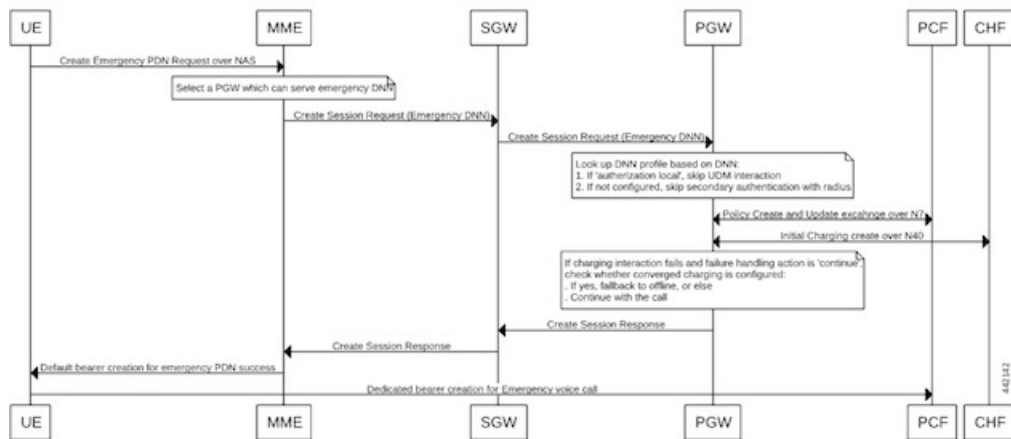 UE MME SGW PGW PCF CHF
Create Emergency PDN Request over NAS
Select a PGW which can serve emergency DNN
Create Session Request (Emergency DNN)
Create Session Request (Emergency DNN)
Look up DNN profile based on DNN:
1. If 'autherization local', skip UDM interaction
2. If not configured, skip secondary authentication with radius
Policy Create and Update excahnge over N7
Initial Charging create over N40
If charging interaction fails and failure handling action is 'continue',
check whether converged charging is configured:
. If yes, fallback to offline, or else
. Continue with the call
Create Session Response
Create Session Response
Default bearer creation for emergency PDN success
Dedicated bearer creation for Emergency voice call
442142
UE MME SGW PGW PCF CHF